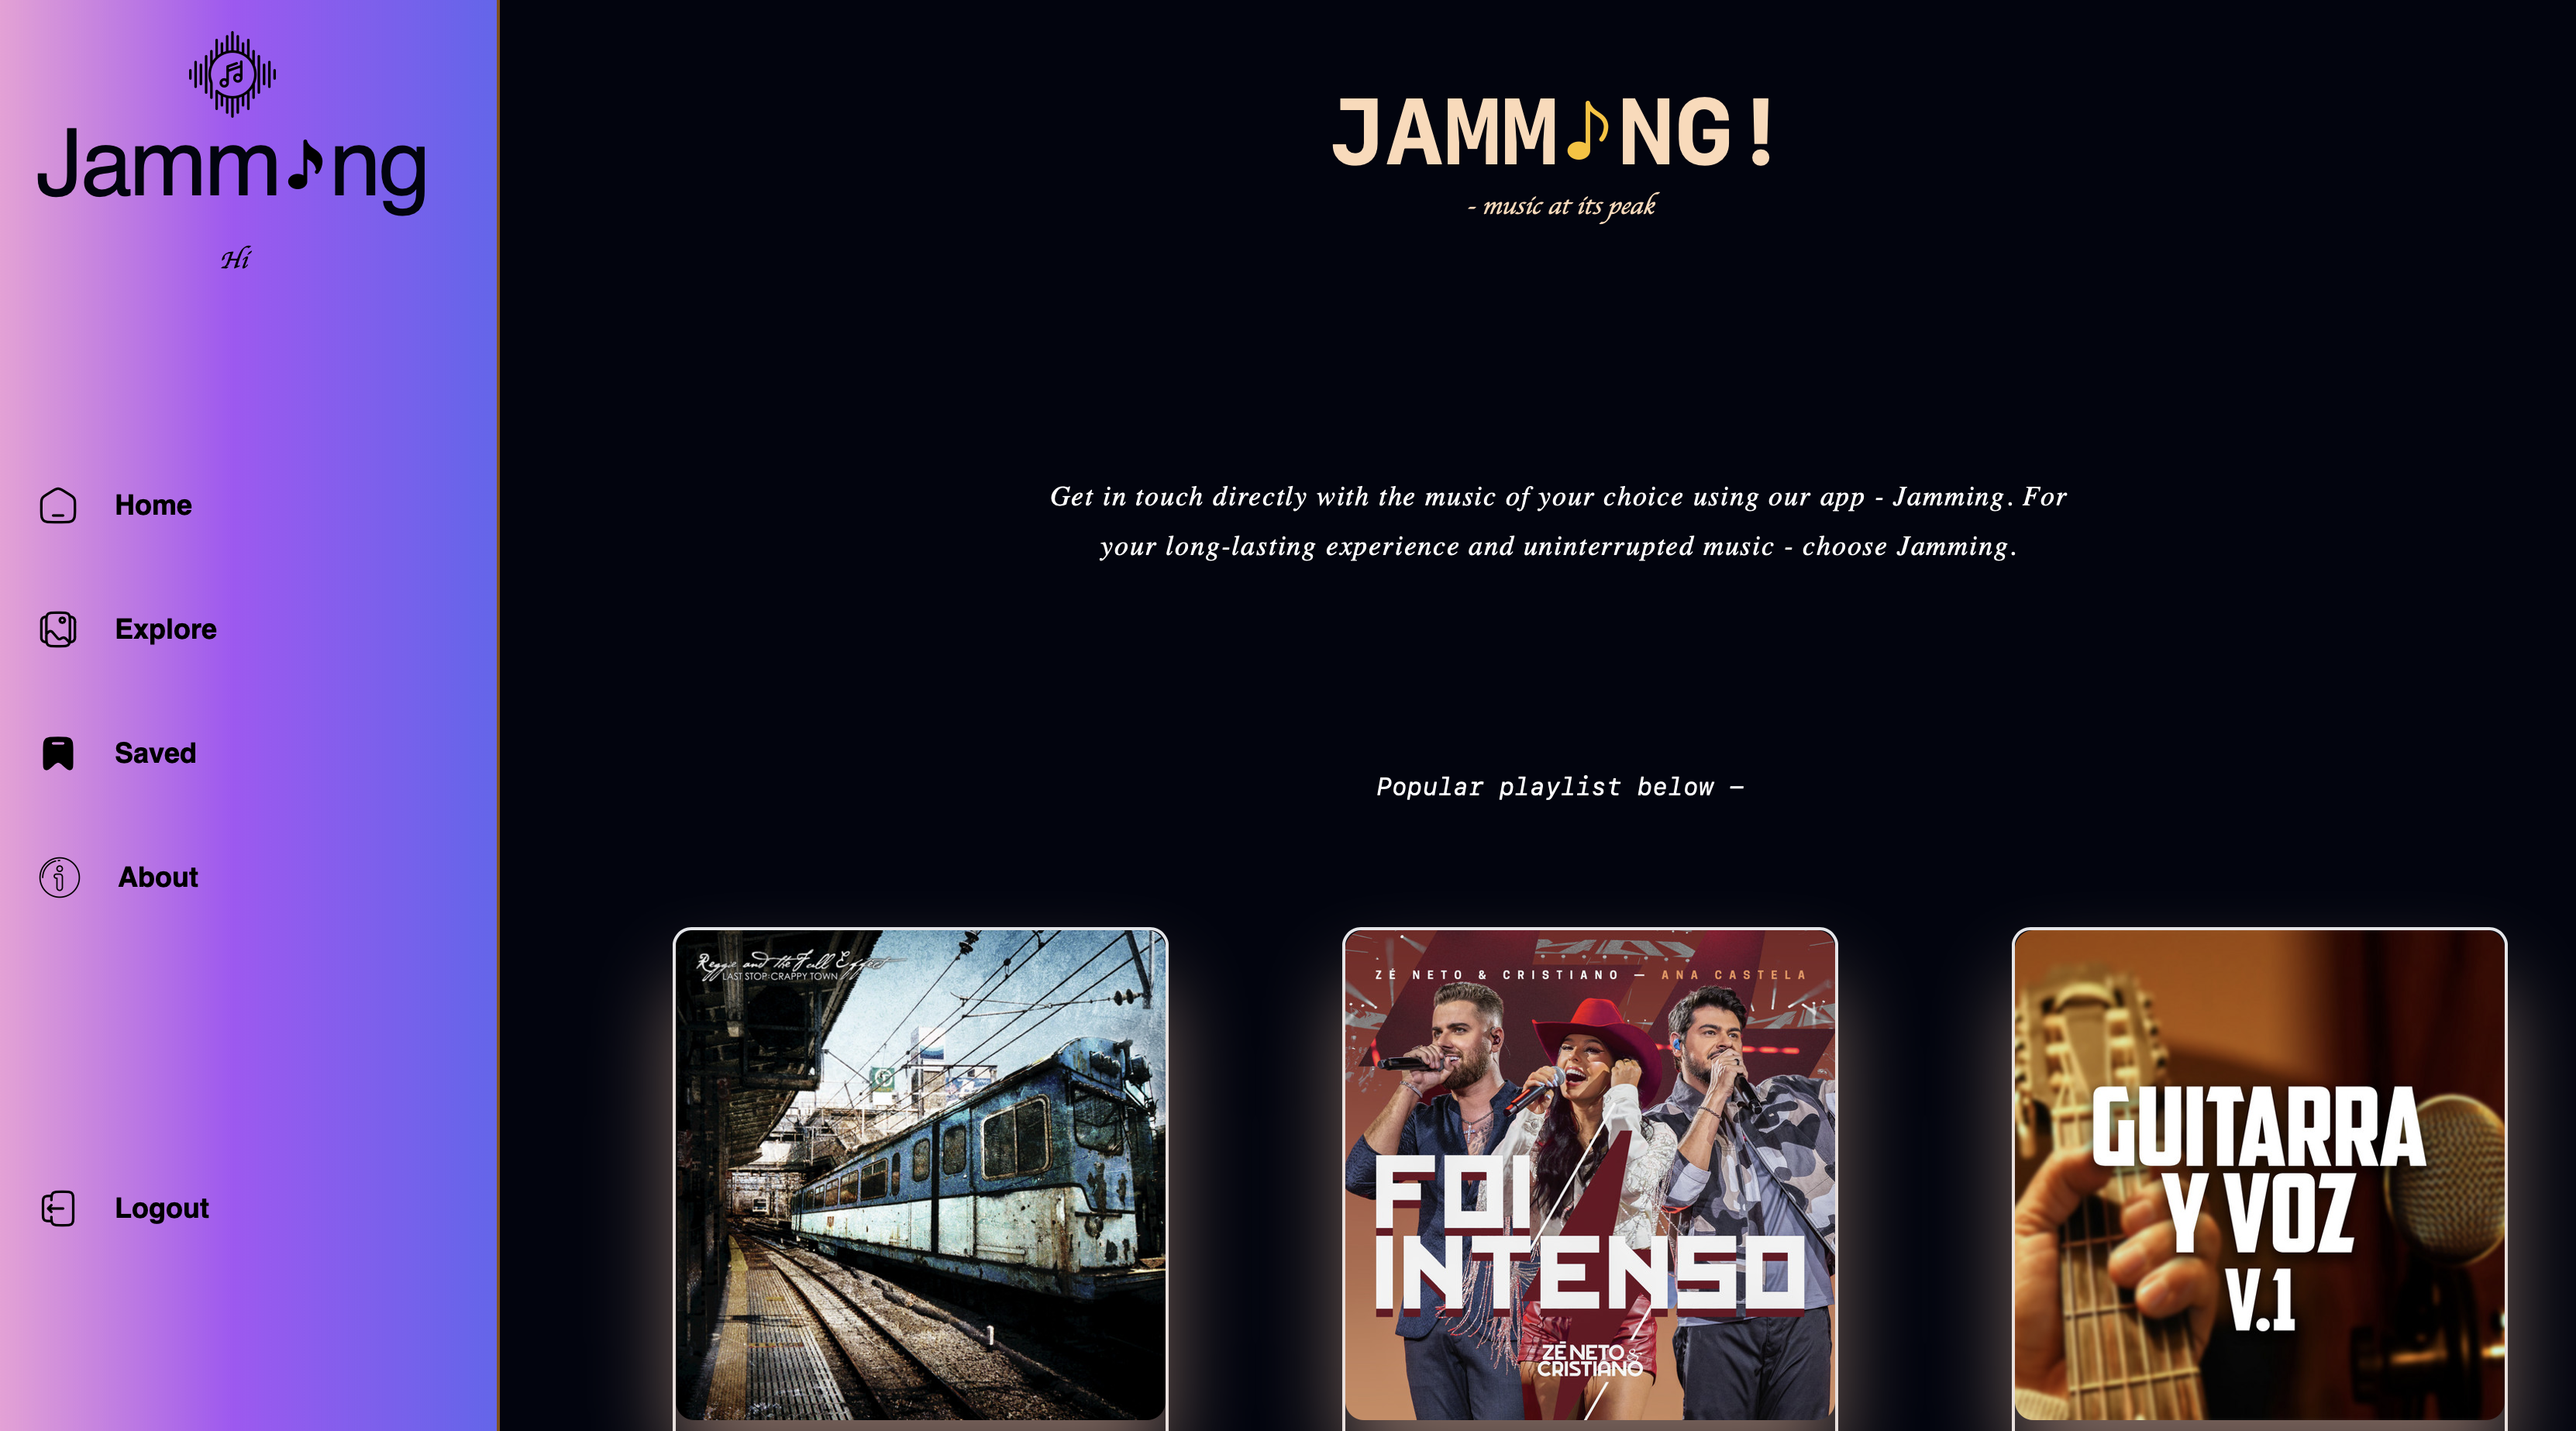 Jamm♪ng
Hi
Home
Explore
Saved
About
Logout
JAMM♪NG!
- music at its peak
Get in touch directly with the music of your choice using our app - Jamming. For
your long-lasting experience and uninterrupted music - choose Jamming.
Popular playlist below —
Reggie and the Full Effect
LAST STOP: CRAPPY TOWN
ZÉ NETO & CRISTIANO — ANA CASTELA
FOI
INTENSO
ZÉ NETO &
CRISTIANO
GUITARRA
Y VOZ
V.1